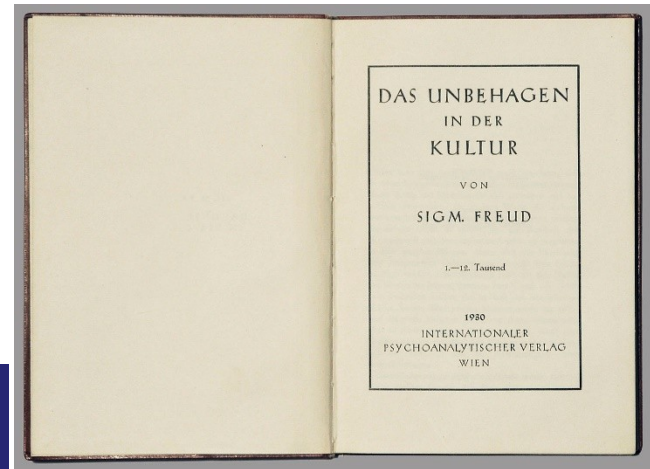 DAS UNBEHAGEN
IN DER
KULTUR
VON
SIGM. FREUD
1.—12. Tausend
1930
INTERNATIONALER
PSYCHOANALYTISCHER VERLAG
WIEN